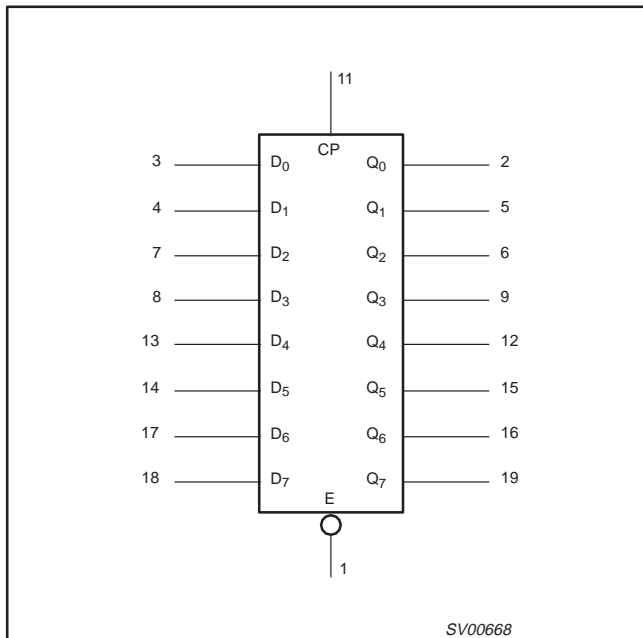 11
CP
3 D0 Q0 2
4 D1 Q1 5
7 D2 Q2 6
8 D3 Q3 9
13 D4 Q4 12
14 D5 Q5 15
17 D6 Q6 16
18 D7 Q7 19
E
1
SV00668